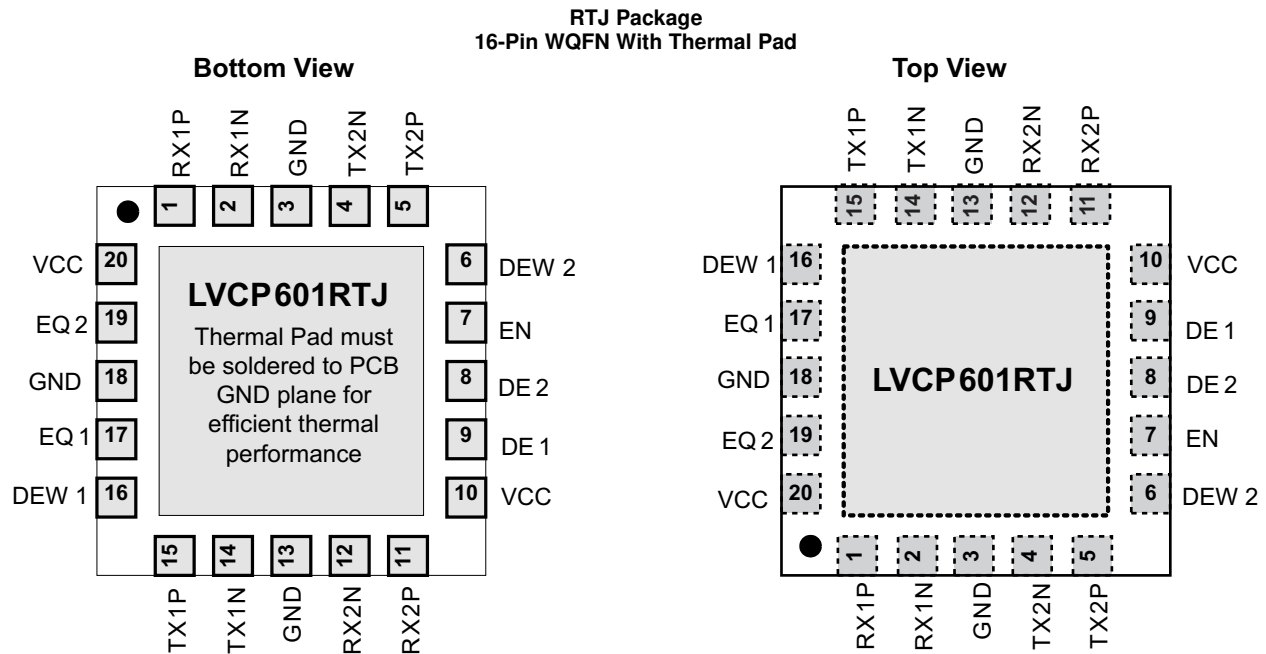 RTJ Package
16-Pin WQFN With Thermal Pad
Bottom View
RX1P
RX1N
GND
TX2N
TX2P
1
2
3
4
5
VCC 20
EQ 2 19
GND 18
EQ 1 17
DEW 1 16
LVCP601RTJ
Thermal Pad must
be soldered to PCB
GND plane for
efficient thermal
performance
6 DEW 2
7 EN
8 DE 2
9 DE 1
10 VCC
15
14
13
12
11
TX1P
TX1N
GND
RX2N
RX2P
Top View
TX1P
TX1N
GND
RX2N
RX2P
15
14
13
12
11
DEW 1 16
EQ 1 17
GND 18
EQ 2 19
VCC 20
LVCP601RTJ
10 VCC
9 DE 1
8 DE 2
7 EN
6 DEW 2
1
2
3
4
5
RX1P
RX1N
GND
TX2N
TX2P